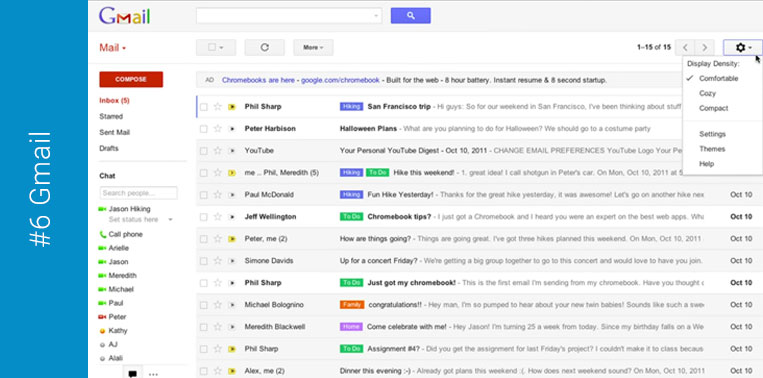 #6 Gmail
Gmail
Mail
More
1–15 of 15
Display Density:
Comfortable
Cozy
Compact
Settings
Themes
Help
COMPOSE
Inbox (5)
Starred
Sent Mail
Drafts
Chat
Search people...
Jason Hiking
Set status here
Call phone
Arielle
Jason
Meredith
Michael
Paul
Peter
Kathy
AJ
Alali
AD Chromebooks are here - google.com/chromebook - Built for the web - 8 hour battery. Instant resume & 8 second startup.
Phil Sharp Hiking San Francisco trip - Hi guys: So for our weekend in San Francisco, I've been thinking about stuff
Peter Harbison Halloween Plans - What are you planning to do for Halloween? We should go to a costume party
YouTube Your Personal YouTube Digest - Oct 10, 2011 - CHANGE EMAIL PREFERENCES YouTube Logo Your Pe
me .. Phil, Meredith (5) Hiking To Do Hike this weekend! - 1. great idea! I call shotgun in Peter's car. On Mon, Oct 10, 2011 at 5
Paul McDonald Hiking Fun Hike Yesterday! - Thanks for the great hike yesterday, it was awesome! Let's go on another hike nex Oct 10
Jeff Wellington To Do Chromebook tips? - I just got a Chromebook and I heard you were an expert on the best web apps. Wha Oct 10
Peter, me (2) How are things going? - Things are going great. I've got three hikes planned this weekend. On Mon, Oct 10, 2011 Oct 10
Simone Davids Up for a concert Friday? - We're getting a big group together to go to this concert and would love to have you join. Oct 10
Phil Sharp To Do Just got my chromebook! - This is the first email I'm sending from my chromebook. Have you thought c Oct 10
Michael Bolognino Family congratulations!! - Hey man, I'm so pumped to hear about your new twin babies! Sounds like such a swe Oct 10
Meredith Blackwell Home Come celebrate with me! - Hey Jason! I'm turning 25 a week from today. Since my birthday falls on a We Oct 10
Phil Sharp To Do Assignment #4? - Did you get the assignment for last Friday's project? I couldn't make it to class becaus Oct 10
Alex, me (2) Dinner this evening :-) - Already got plans this weekend :(. How does next weekend sound? On Mon, Oct 10, 2011 Oct 10